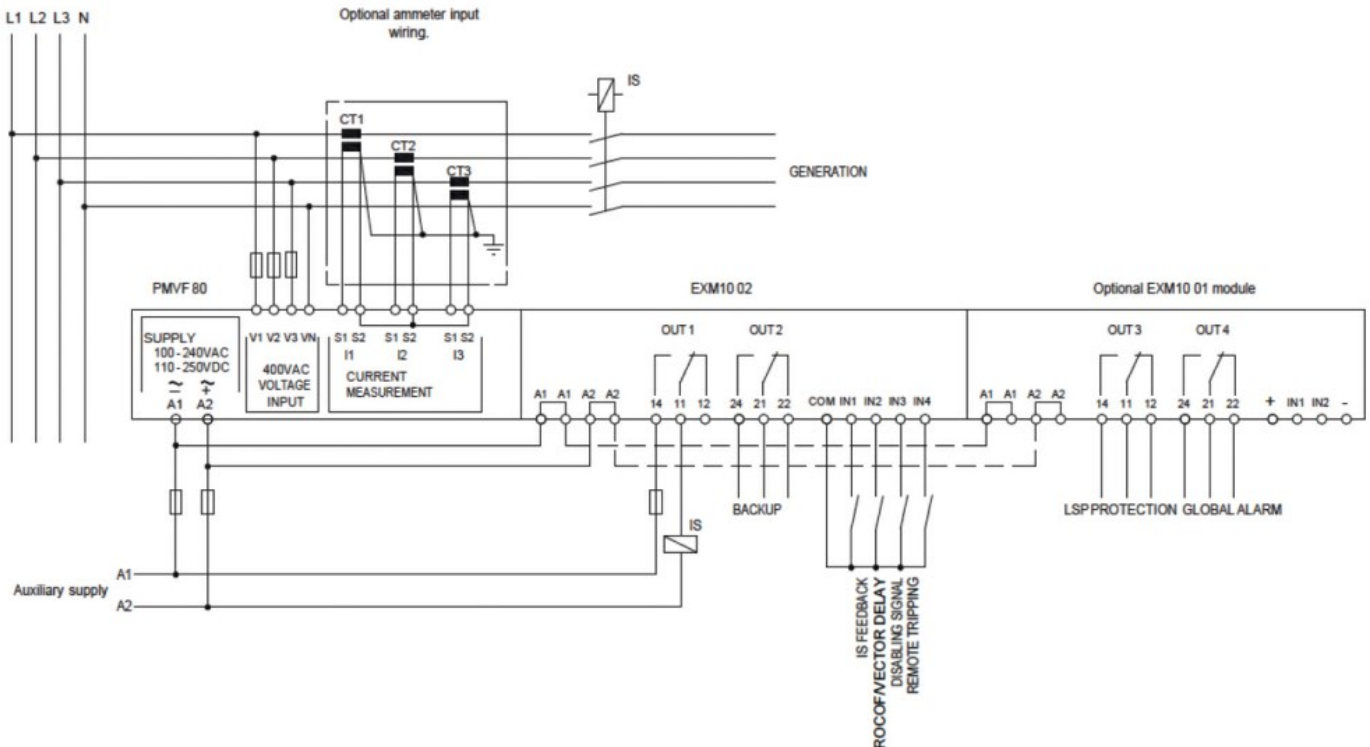 L1 L2 L3 N
Optional ammeter input
wiring.
IS
CT1
CT2
CT3
GENERATION
PMVF 80
EXM10 02
Optional EXM10 01 module
SUPPLY
100-240VAC
110-250VDC
~ ~
− +
A1 A2
V1 V2 V3 VN
400VAC
VOLTAGE
INPUT
S1 S2 S1 S2 S1 S2
I1 I2 I3
CURRENT
MEASUREMENT
OUT 1 OUT 2
A1 A1 A2 A2
14 11 12 24 21 22
COM IN1 IN2 IN3 IN4
OUT 3 OUT 4
A1 A1 A2 A2
14 11 12 24 21 22 + IN1 IN2 -
BACKUP
LSP PROTECTION GLOBAL ALARM
IS
Auxiliary supply
A1
A2
IS FEEDBACK
ROCOF/VECTOR DELAY
DISABLING SIGNAL
REMOTE TRIPPING